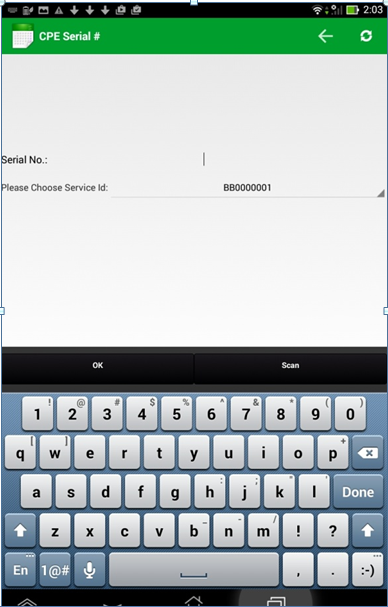 2:03
CPE Serial #
Serial No.:
Please Choose Service Id: BB0000001
OK Scan
! @ # $ % ^ & * ( )
1 2 3 4 5 6 7 8 9 0
[ ] +
q w e r t y u i o p
: ; " '
a s d f g h j k l Done
_ - /
z x c v b n m ! ?
En 1@# , . :-)